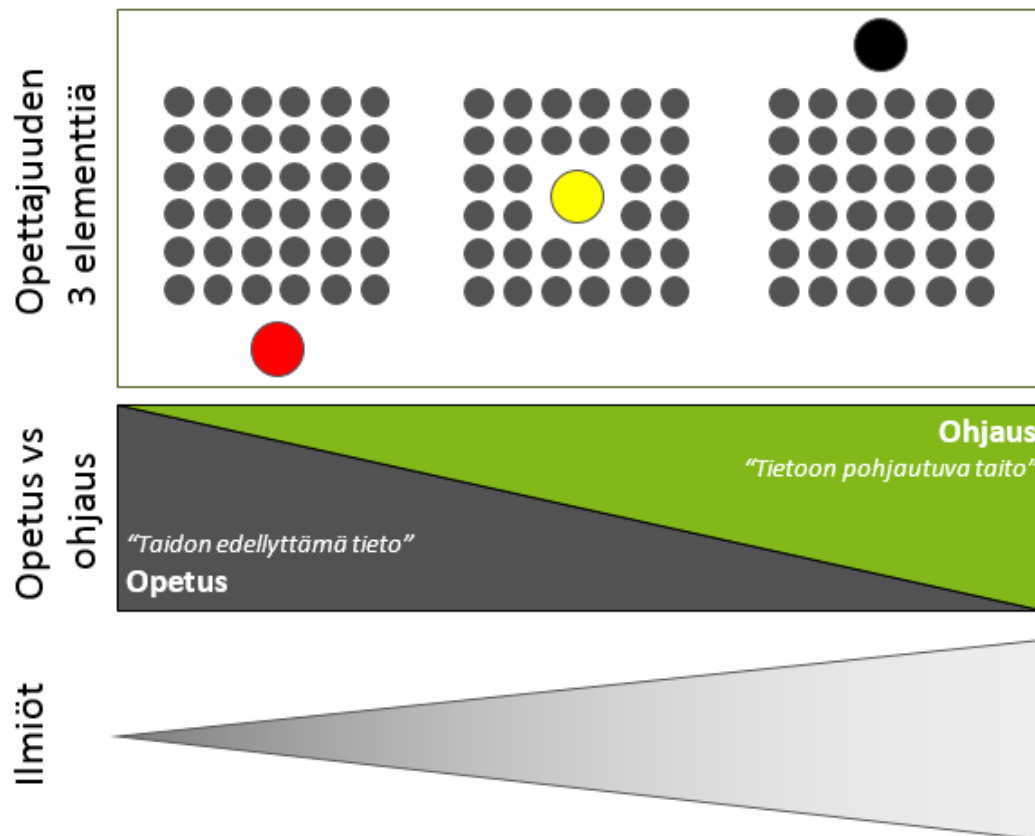 Opettajuuden
3 elementtiä
Opetus vs
ohjaus
Ohjaus
“Tietoon pohjautuva taito”
“Taidon edellyttämä tieto”
Opetus
Ilmiöt